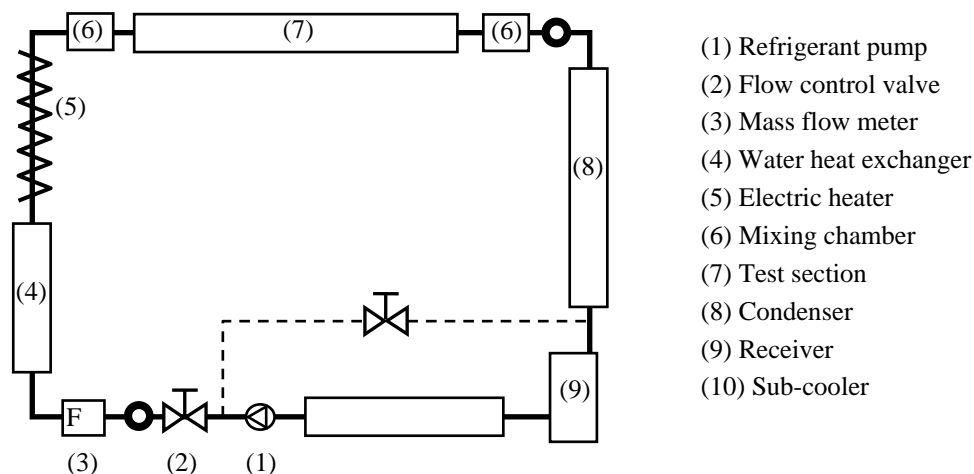 (6)
(7)
(6)
(5)
(8)
(4)
(9)
F
(3)
(2)
(1)
(1) Refrigerant pump
(2) Flow control valve
(3) Mass flow meter
(4) Water heat exchanger
(5) Electric heater
(6) Mixing chamber
(7) Test section
(8) Condenser
(9) Receiver
(10) Sub-cooler